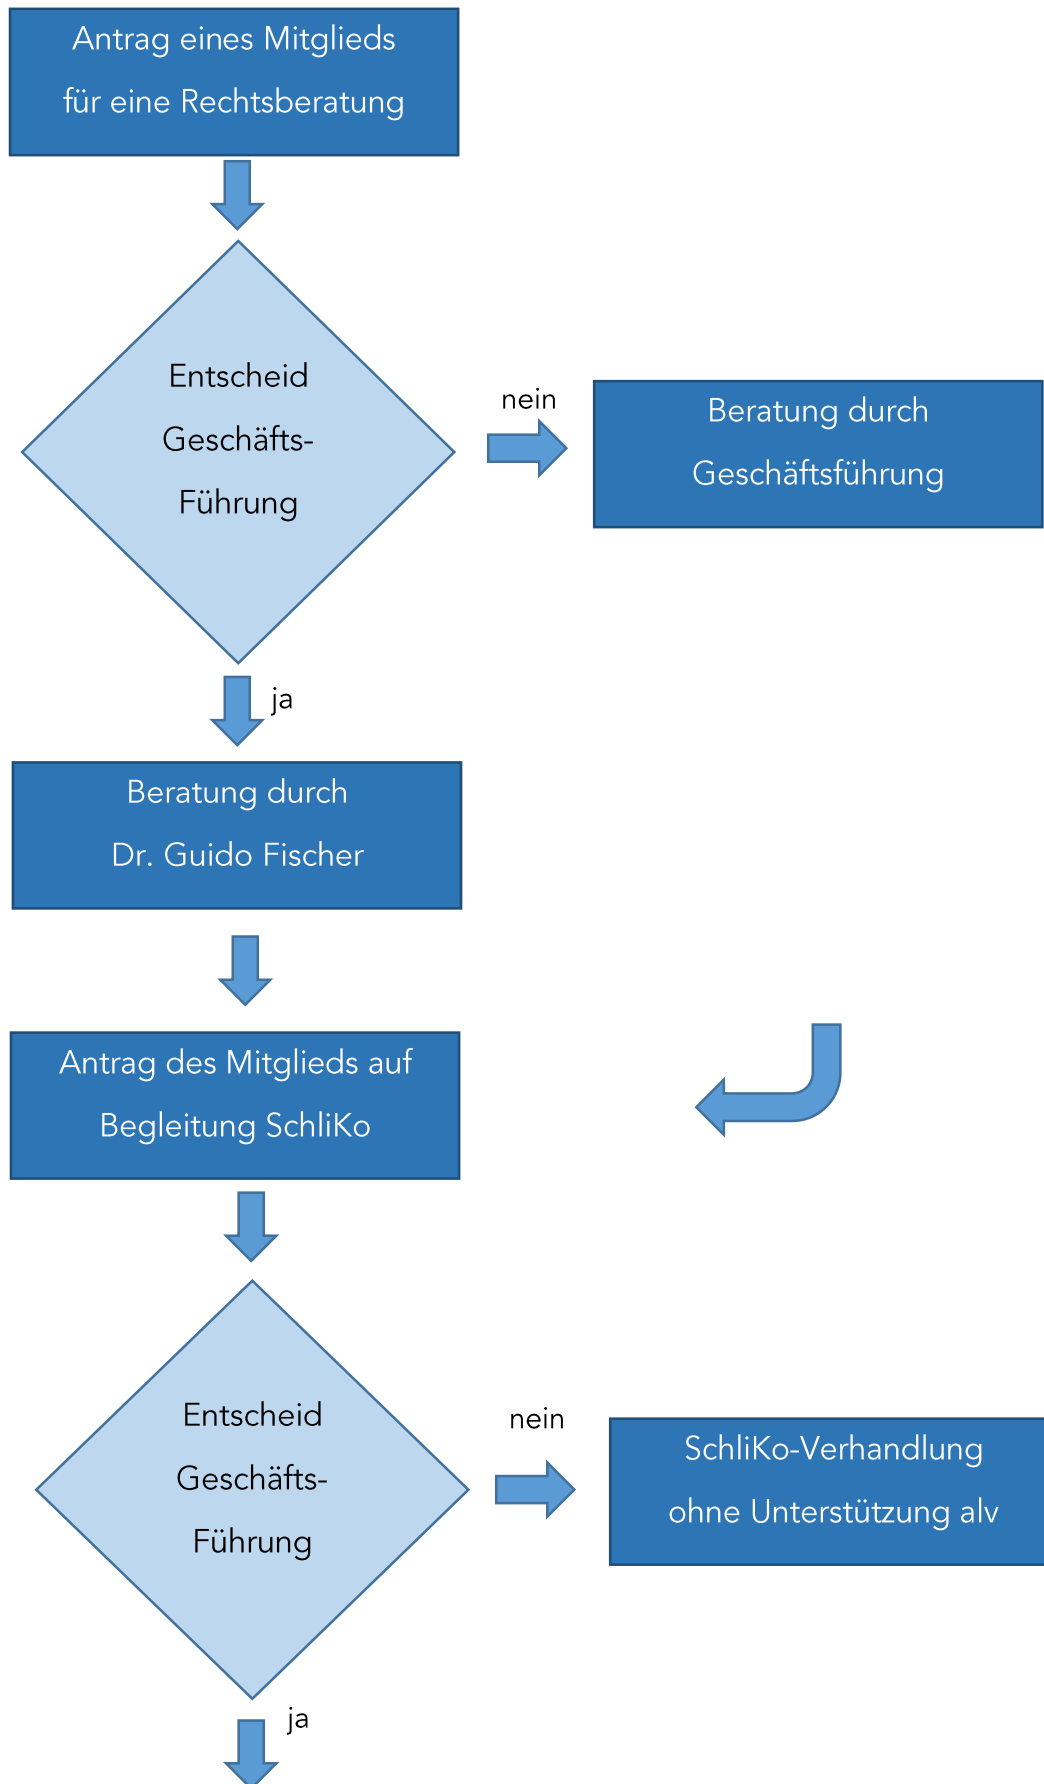 Antrag eines Mitglieds
für eine Rechtsberatung
Entscheid
Geschäfts-
Führung
nein
Beratung durch
Geschäftsführung
ja
Beratung durch
Dr. Guido Fischer
Antrag des Mitglieds auf
Begleitung SchliKo
Entscheid
Geschäfts-
Führung
nein
SchliKo-Verhandlung
ohne Unterstützung alv
ja